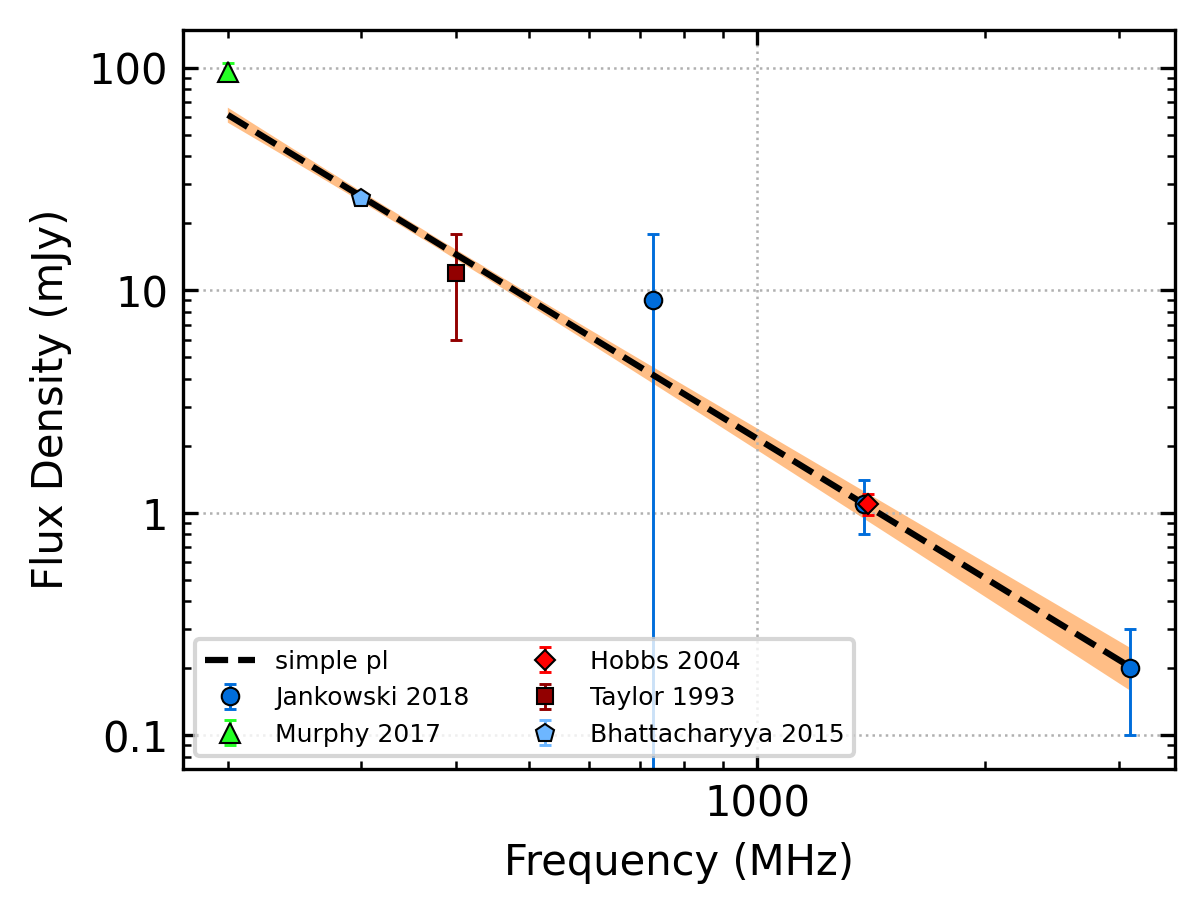 100
10
1
0.1
Flux Density (mJy)
simple pl
Jankowski 2018
Murphy 2017
Hobbs 2004
Taylor 1993
Bhattacharyya 2015
1000
Frequency (MHz)